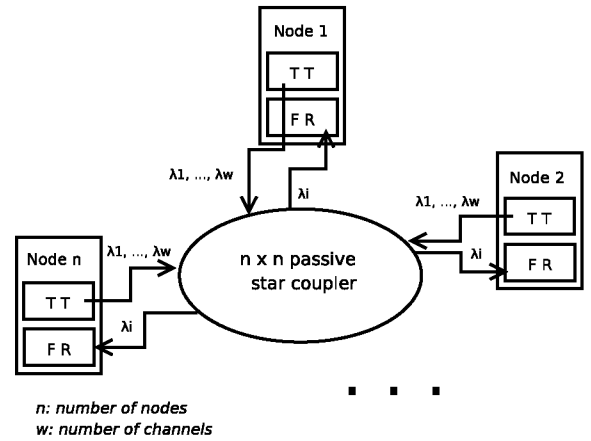 Node 1
T T
F R
λ1, ..., λw
λi
Node 2
λ1, ..., λw
T T
λi
F R
n x n passive
star coupler
Node n
λ1, ..., λw
T T
λi
F R
. . .
n: number of nodes
w: number of channels